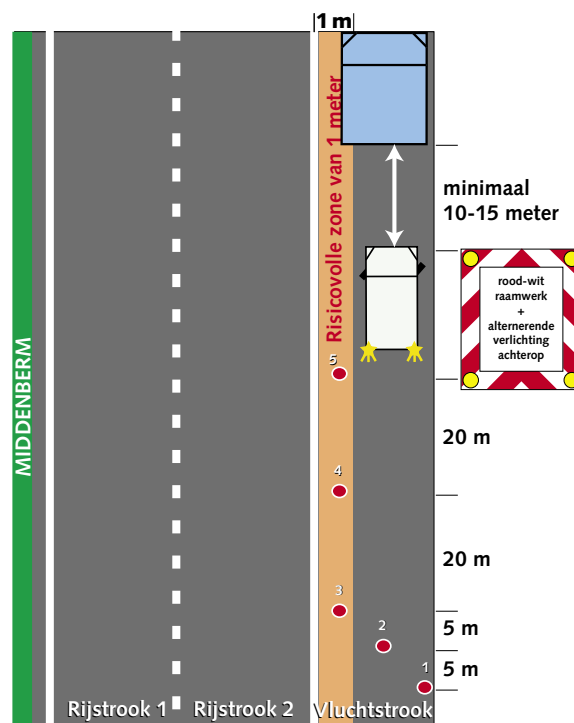 1 m
Risicovolle zone van 1 meter
minimaal
10-15 meter
rood-wit
raamwerk
+
alternerende
verlichting
achterop
MIDDENBERM
5
20 m
4
20 m
3
5 m
2
5 m
1
Rijstrook 1
Rijstrook 2
Vluchtstrook